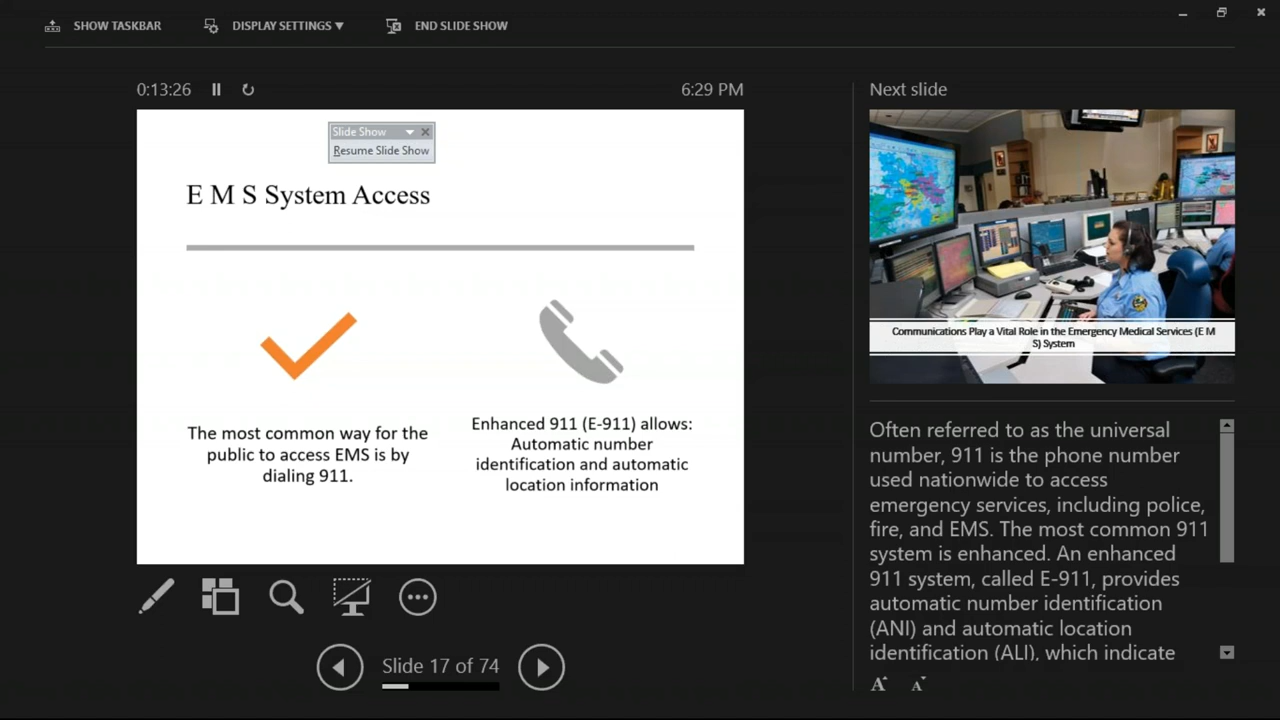 SHOW TASKBAR
DISPLAY SETTINGS ▼
END SLIDE SHOW
0:13:26
6:29 PM
Next slide
Slide Show
Resume Slide Show
E M S System Access
The most common way for the
public to access EMS is by
dialing 911.
Enhanced 911 (E-911) allows:
Automatic number
identification and automatic
location information
Communications Play a Vital Role in the Emergency Medical Services (E M
S) System
Often referred to as the universal
number, 911 is the phone number
used nationwide to access
emergency services, including police,
fire, and EMS. The most common 911
system is enhanced. An enhanced
911 system, called E-911, provides
automatic number identification
(ANI) and automatic location
identification (ALI), which indicate
Slide 17 of 74
A A